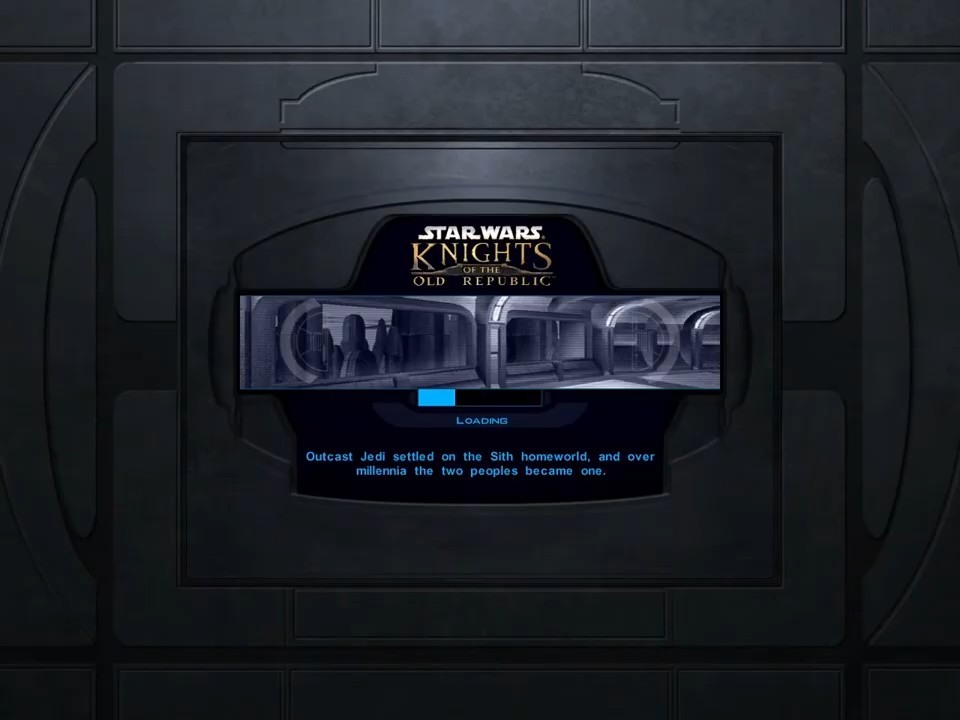 STAR WARS
KNIGHTS
OF THE
OLD REPUBLIC™
LOADING
Outcast Jedi settled on the Sith homeworld, and over
millennia the two peoples became one.